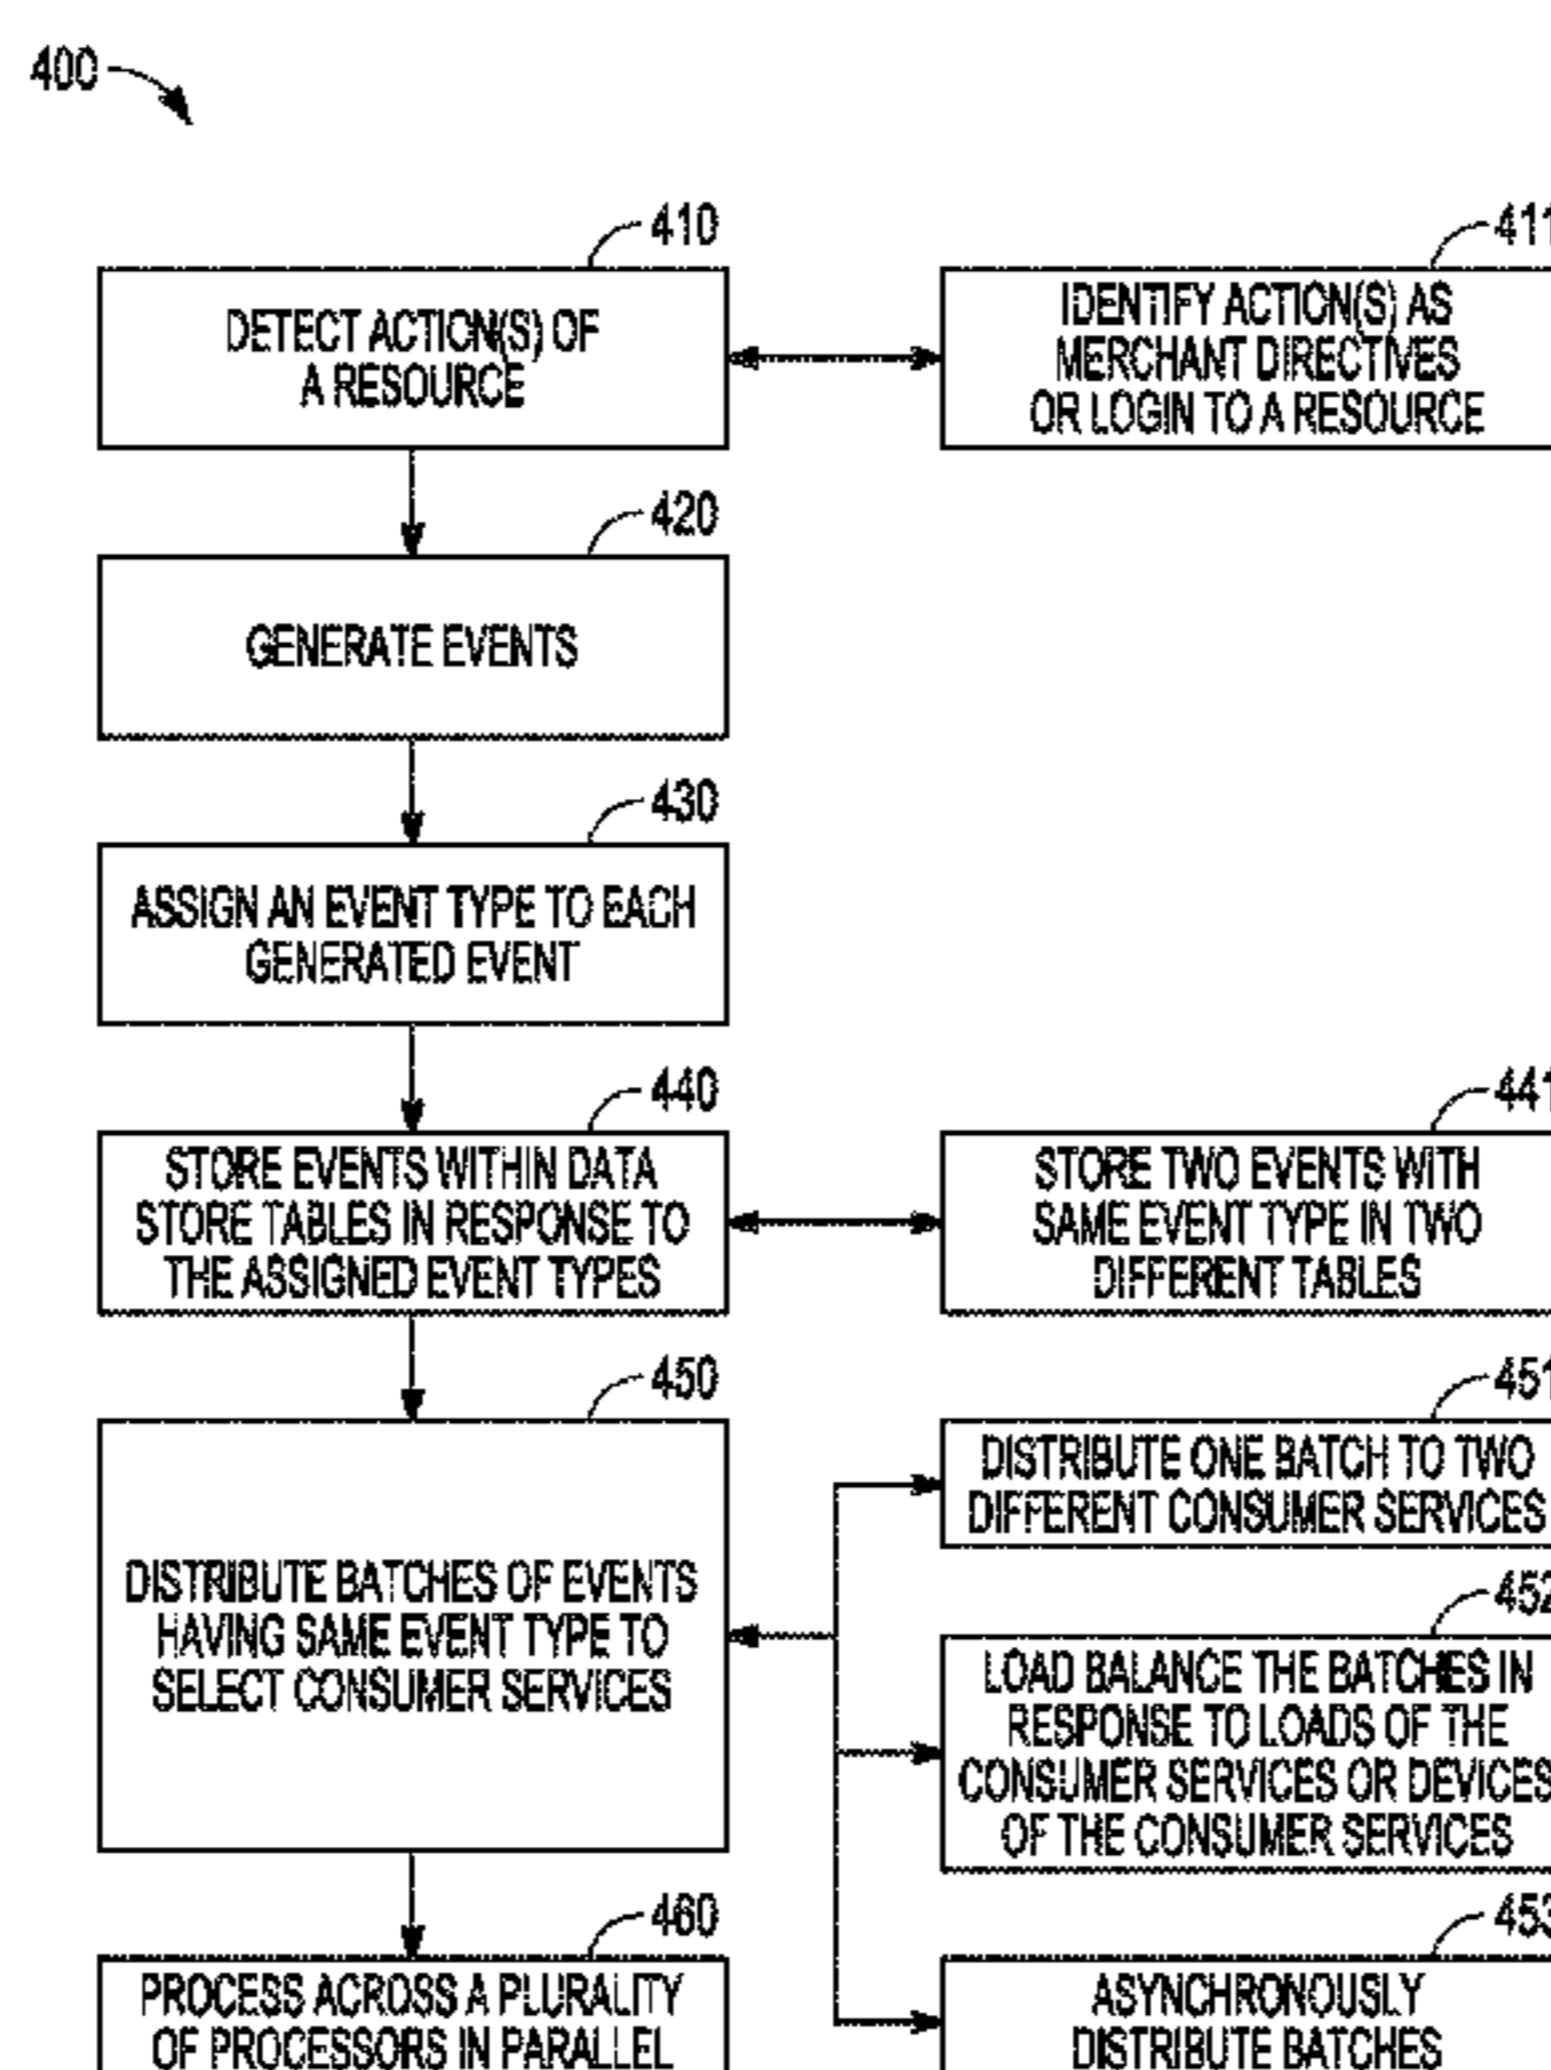 400
410
DETECT ACTION(S) OF
A RESOURCE
411
IDENTIFY ACTION(S) AS
MERCHANT DIRECTIVES
OR LOGIN TO A RESOURCE
420
GENERATE EVENTS
430
ASSIGN AN EVENT TYPE TO EACH
GENERATED EVENT
440
STORE EVENTS WITHIN DATA
STORE TABLES IN RESPONSE TO
THE ASSIGNED EVENT TYPES
441
STORE TWO EVENTS WITH
SAME EVENT TYPE IN TWO
DIFFERENT TABLES
450
DISTRIBUTE BATCHES OF EVENTS
HAVING SAME EVENT TYPE TO
SELECT CONSUMER SERVICES
451
DISTRIBUTE ONE BATCH TO TWO
DIFFERENT CONSUMER SERVICES
452
LOAD BALANCE THE BATCHES IN
RESPONSE TO LOADS OF THE
CONSUMER SERVICES OR DEVICES
OF THE CONSUMER SERVICES
460
PROCESS ACROSS A PLURALITY
OF PROCESSORS IN PARALLEL
453
ASYNCHRONOUSLY
DISTRIBUTE BATCHES